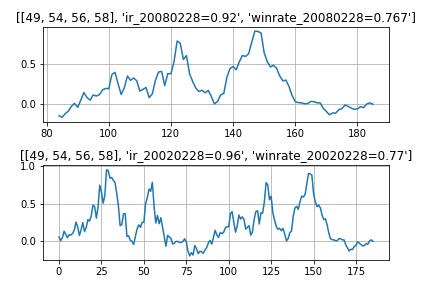 [[49, 54, 56, 58], 'ir_20080228=0.92', 'winrate_20080228=0.767']
0.5
0.0
80 100 120 140 160 180
[[49, 54, 56, 58], 'ir_20020228=0.96', 'winrate_20020228=0.77']
1.0
0.5
0.0
0 25 50 75 100 125 150 175